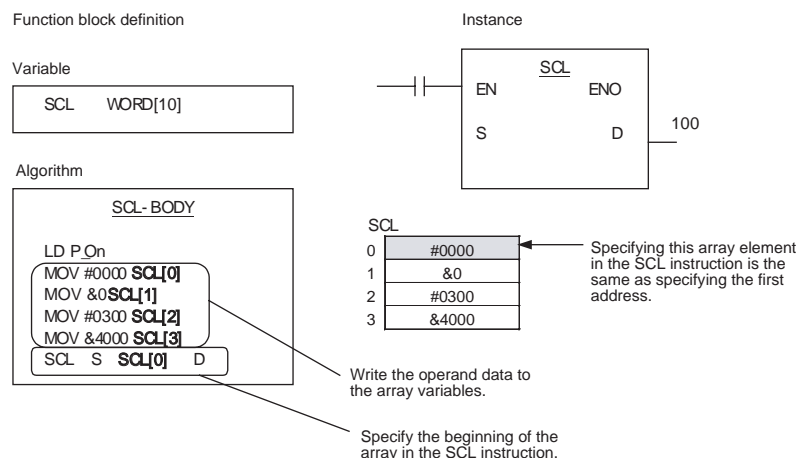 Function block definition
Instance
Variable
SCL WORD[10]
SCL
EN ENO
S D
100
Algorithm
SCL- BODY
LD P_On
MOV #0000 SCL[0]
MOV &0SCL[1]
MOV #0300 SCL[2]
MOV &4000 SCL[3]
SCL S SCL[0] D
SCL
0 #0000
1 &0
2 #0300
3 &4000
Specifying this array element
in the SCL instruction is the
same as specifying the first
address.
Write the operand data to
the array variables.
Specify the beginning of the
array in the SCL instruction.